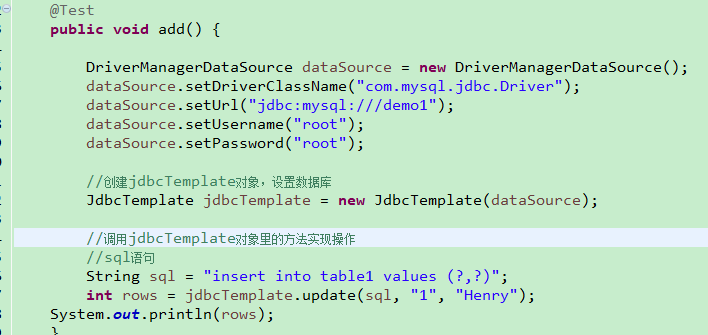 @Test
public void add() {
DriverManagerDataSource dataSource = new DriverManagerDataSource();
dataSource.setDriverClassName("com.mysql.jdbc.Driver");
dataSource.setUrl("jdbc:mysql:///demo1");
dataSource.setUsername("root");
dataSource.setPassword("root");
//创建jdbcTemplate对象，设置数据库
JdbcTemplate jdbcTemplate = new JdbcTemplate(dataSource);
//调用jdbcTemplate对象里的方法实现操作
//sql语句
String sql = "insert into table1 values (?,?)";
int rows = jdbcTemplate.update(sql, "1", "Henry");
System.out.println(rows);
}